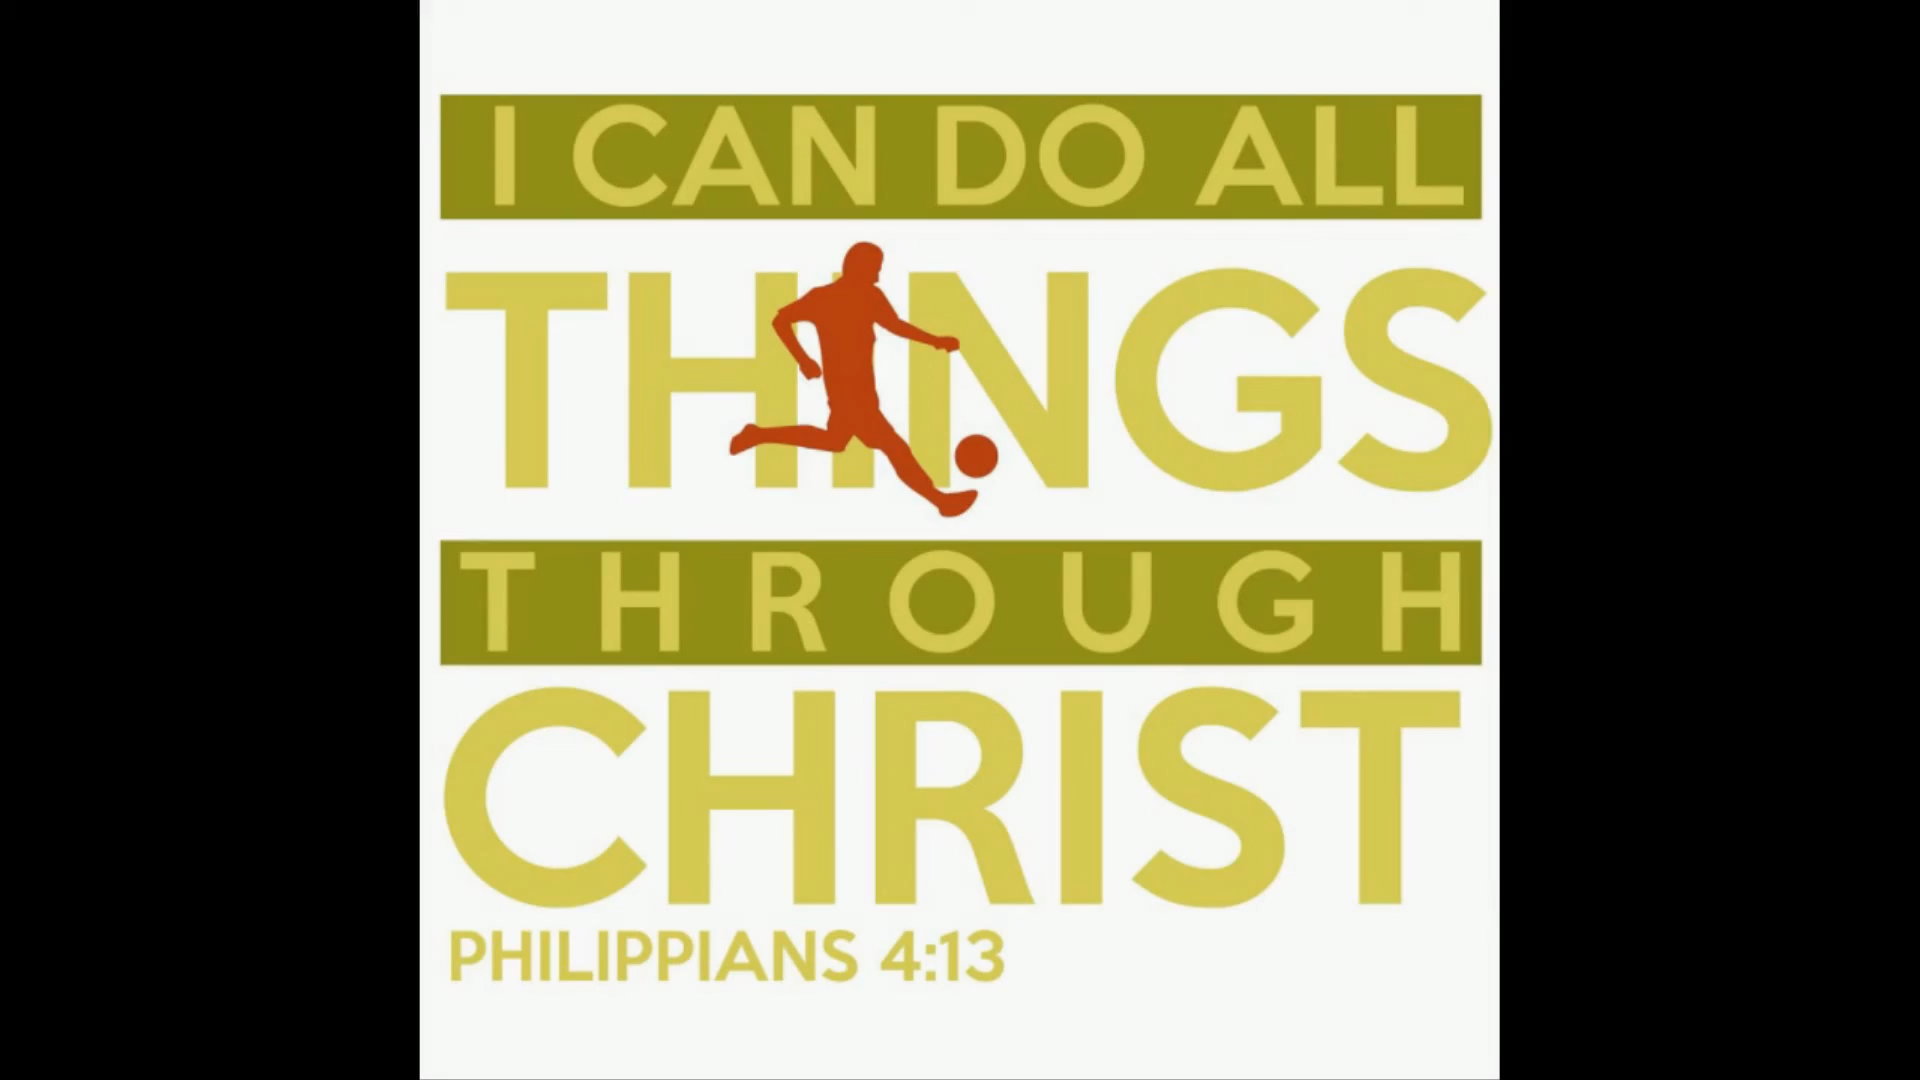 I CAN DO ALL
THINGS
THROUGH
CHRIST
PHILIPPIANS 4:13